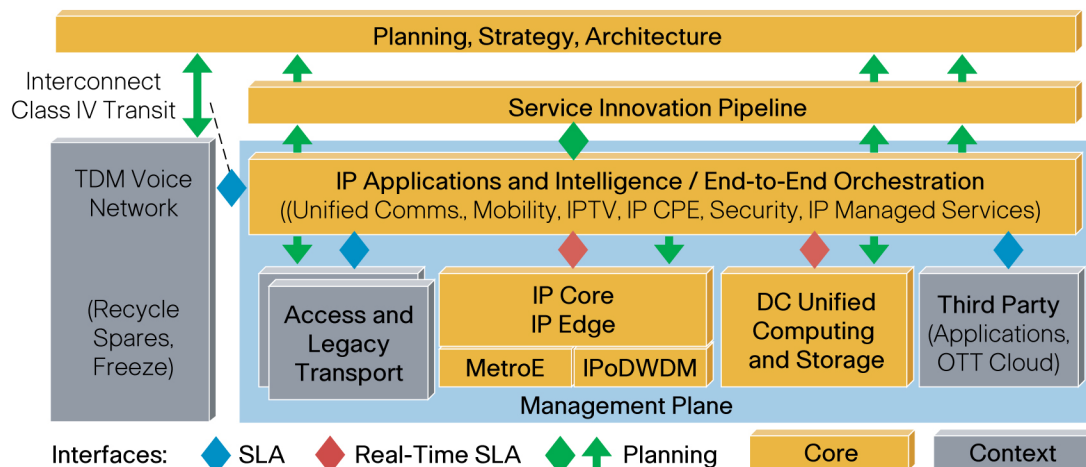 Planning, Strategy, Architecture
Interconnect
Class IV Transit
Service Innovation Pipeline
TDM Voice
Network
(Recycle
Spares,
Freeze)
IP Applications and Intelligence / End-to-End Orchestration
((Unified Comms., Mobility, IPTV, IP CPE, Security, IP Managed Services)
Access and
Legacy
Transport
IP Core
IP Edge
MetroE
IPoDWDM
DC Unified
Computing
and Storage
Third Party
(Applications,
OTT Cloud)
Management Plane
Interfaces: SLA Real-Time SLA Planning Core Context